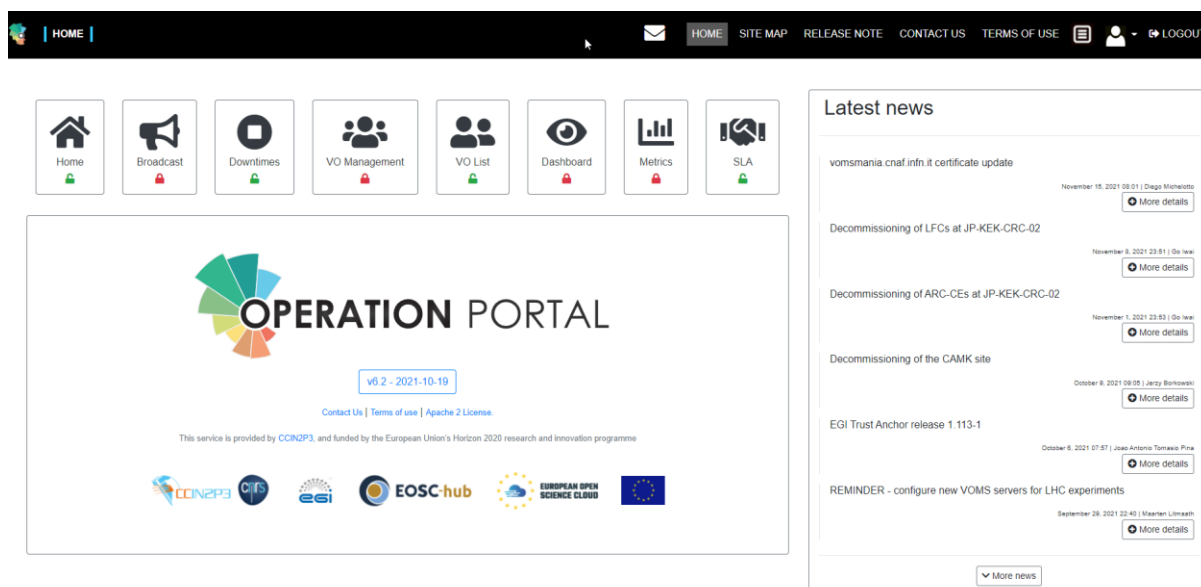 HOME
HOME SITE MAP RELEASE NOTE CONTACT US TERMS OF USE LOGOUT
Home Broadcast Downtimes VO Management VO List Dashboard Metrics SLA
OPERATION PORTAL
v6.2 - 2021-10-19
Contact Us | Terms of use | Apache 2 License.
This service is provided by CCIN2P3, and funded by the European Union's Horizon 2020 research and innovation programme
CCIN2P3 cnrs egi EOSC-hub EUROPEAN OPEN
SCIENCE CLOUD
Latest news
vomsmania.cnaf.infn.it certificate update
November 15, 2021 09:01 | Diego Michelotto
More details
Decommissioning of LFCs at JP-KEK-CRC-02
November 8, 2021 23:51 | Go Iwai
More details
Decommissioning of ARC-CEs at JP-KEK-CRC-02
November 1, 2021 23:53 | Go Iwai
More details
Decommissioning of the CAMK site
October 9, 2021 09:05 | Jerzy Borkowski
More details
EGI Trust Anchor release 1.113-1
October 6, 2021 07:57 | Joao Antonio Tomasio Pina
More details
REMINDER - configure new VOMS servers for LHC experiments
September 29, 2021 22:40 | Maarten Litmaath
More details
More news